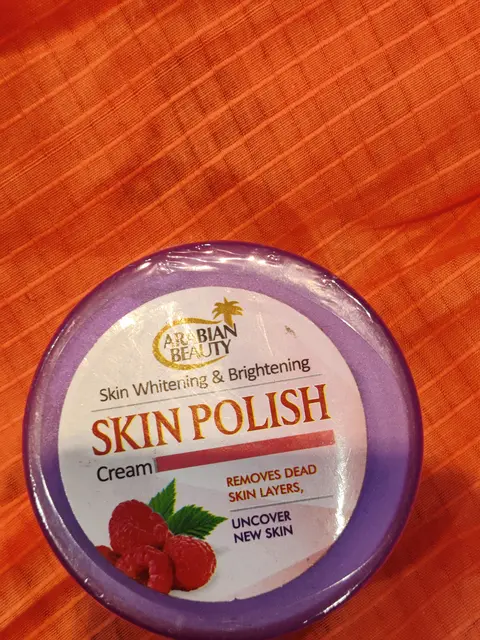 ARABIAN
BEAUTY
Skin Whitening & Brightening
SKIN POLISH
Cream
REMOVES DEAD
SKIN LAYERS,
UNCOVER
NEW SKIN